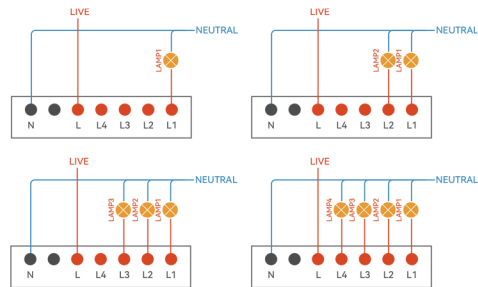 LIVE
NEUTRAL
LAMP1
N L L4 L3 L2 L1
LIVE
NEUTRAL
LAMP2 LAMP1
N L L4 L3 L2 L1
LIVE
NEUTRAL
LAMP3 LAMP2 LAMP1
N L L4 L3 L2 L1
LIVE
NEUTRAL
LAMP4 LAMP3 LAMP2 LAMP1
N L L4 L3 L2 L1